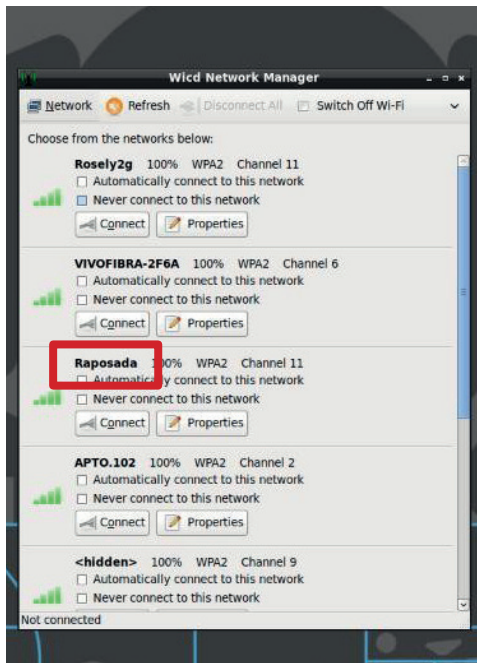 Wicd Network Manager
Network Refresh Disconnect All Switch Off Wi-Fi
Choose from the networks below:
Rosely2g 100% WPA2 Channel 11
Automatically connect to this network
Never connect to this network
Connect Properties
VIVOFIBRA-2F6A 100% WPA2 Channel 6
Automatically connect to this network
Never connect to this network
Connect Properties
Raposada 100% WPA2 Channel 11
Automatically connect to this network
Never connect to this network
Connect Properties
APTO.102 100% WPA2 Channel 2
Automatically connect to this network
Never connect to this network
Connect Properties
<hidden> 100% WPA2 Channel 9
Automatically connect to this network
Never connect to this network
Not connected